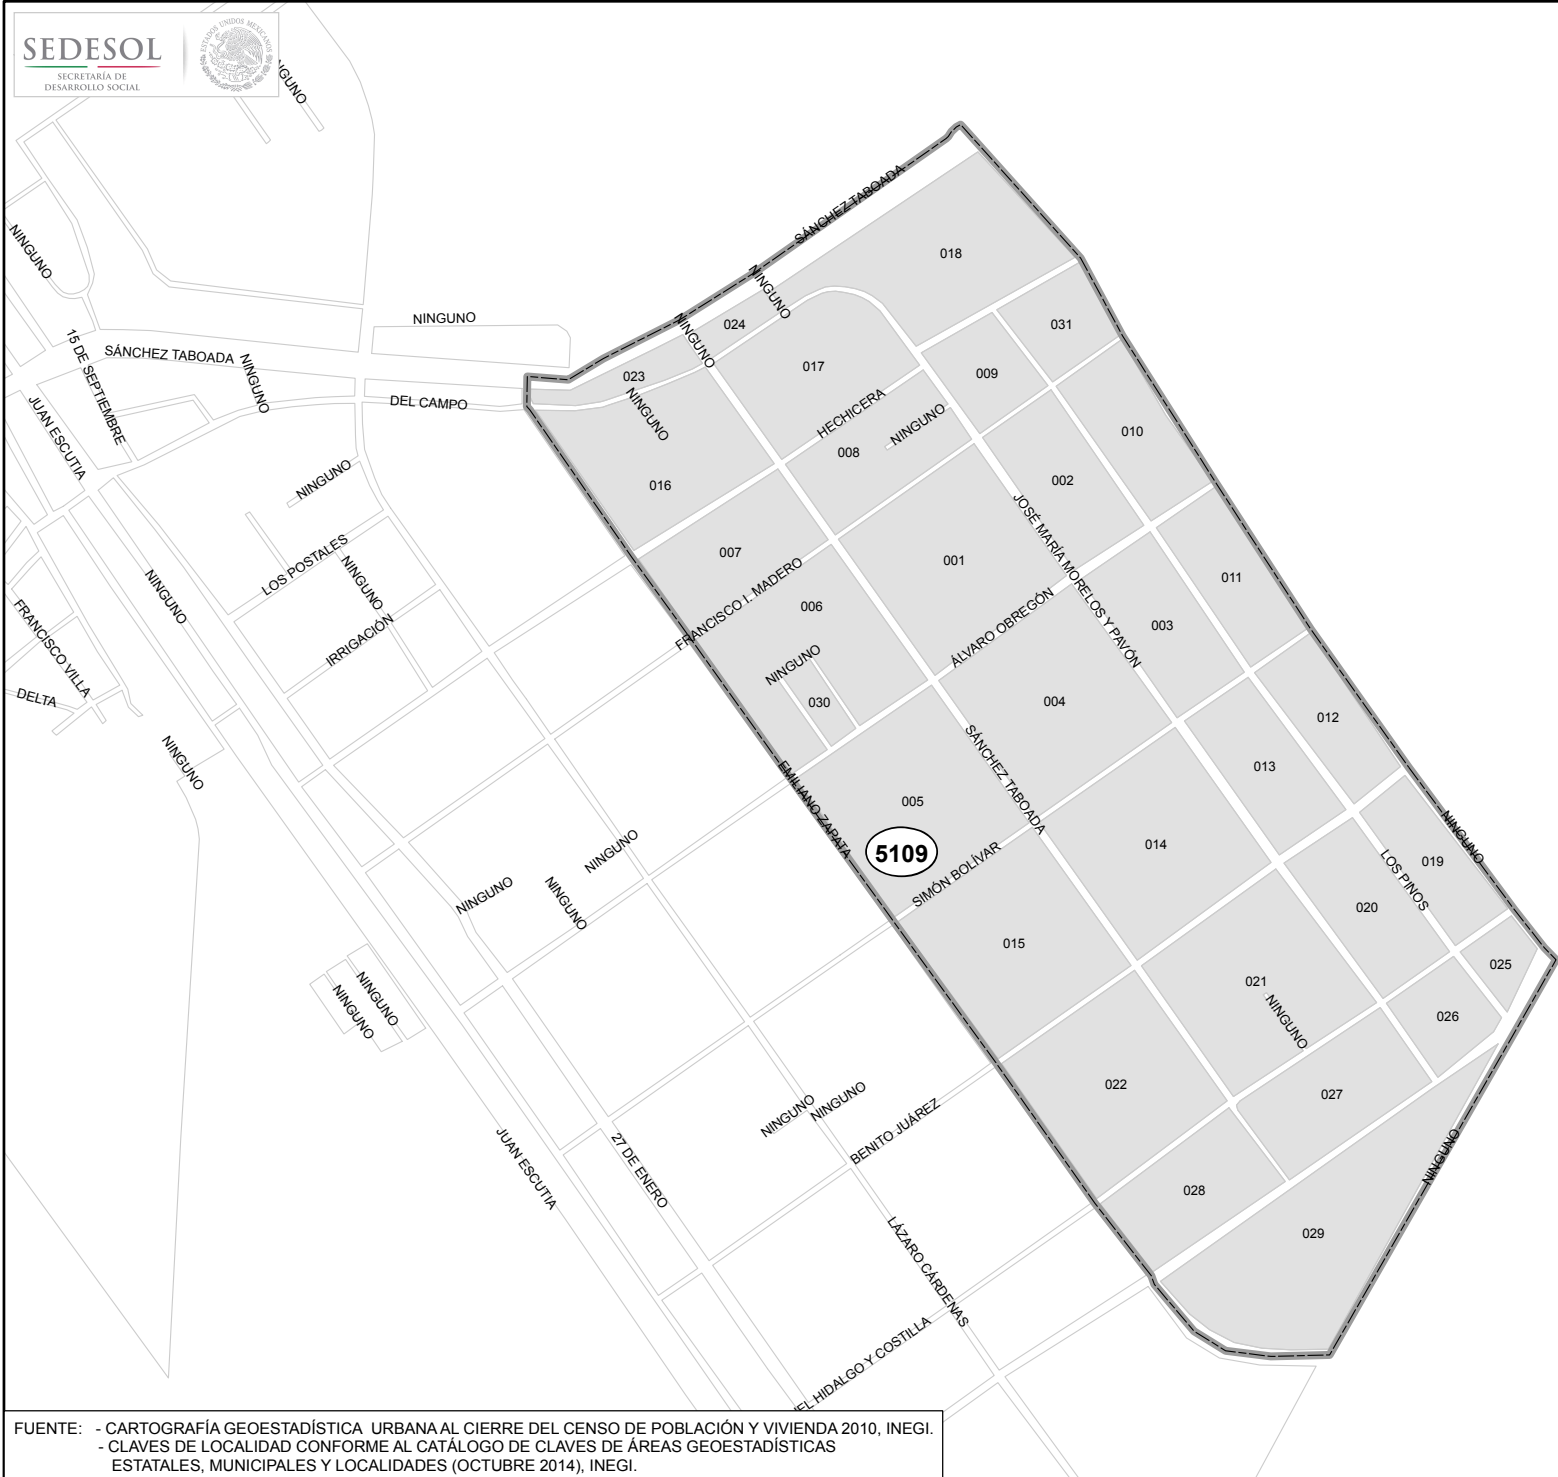 SEDESOL
SECRETARÍA DE
DESARROLLO SOCIAL
ESTADOS UNIDOS MEXICANOS
NINGUNO
SÁNCHEZ TABOADA
018
NINGUNO
NINGUNO
NINGUNO
024
031
NINGUNO
15 DE SEPTIEMBRE
SÁNCHEZ TABOADA
NINGUNO
NINGUNO
017
023
009
JUAN ESCUTIA
DEL CAMPO
NINGUNO
HECHICERA
NINGUNO
010
008
NINGUNO
016
002
JOSÉ MARÍA MORELOS Y PAVÓN
LOS POSTALES
007
001
NINGUNO
NINGUNO
FRANCISCO I. MADERO
011
006
ÁLVARO OBREGÓN
003
FRANCISCO VILLA
IRRIGACIÓN
NINGUNO
DELTA
030
004
012
NINGUNO
SÁNCHEZ TABOADA
013
EMILIANO ZAPATA
005
5109
014
NINGUNO
SIMÓN BOLÍVAR
NINGUNO
019
LOS PINOS
NINGUNO
NINGUNO
020
015
025
021
NINGUNO
NINGUNO
NINGUNO
026
022
027
NINGUNO
NINGUNO
BENITO JUÁREZ
JUAN ESCUTIA
27 DE ENERO
NINGUNO
028
029
LÁZARO CÁRDENAS
EL HIDALGO Y COSTILLA
FUENTE: - CARTOGRAFÍA GEOESTADÍSTICA URBANA AL CIERRE DEL CENSO DE POBLACIÓN Y VIVIENDA 2010, INEGI.
- CLAVES DE LOCALIDAD CONFORME AL CATÁLOGO DE CLAVES DE ÁREAS GEOESTADÍSTICAS
ESTATALES, MUNICIPALES Y LOCALIDADES (OCTUBRE 2014), INEGI.